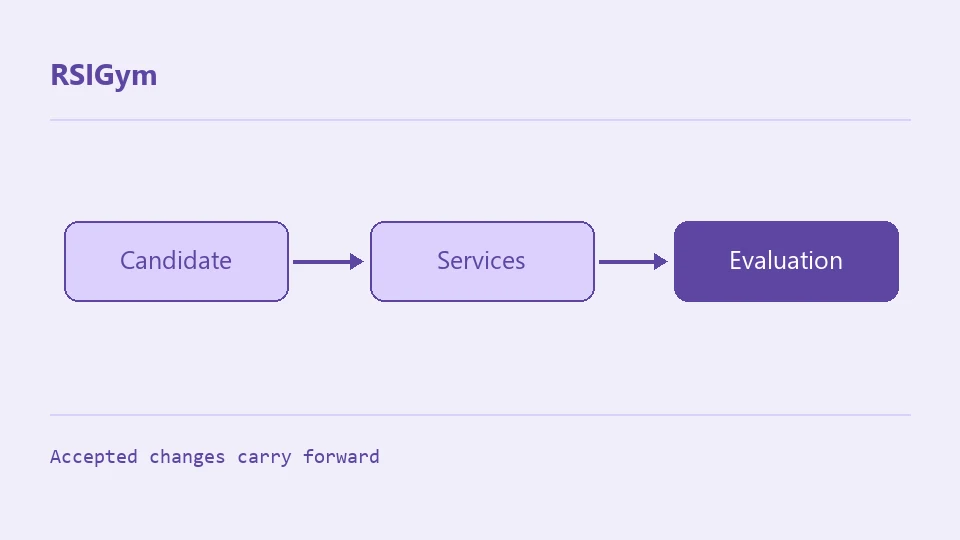 RSIGym
Candidate
Services
Evaluation
Accepted changes carry forward